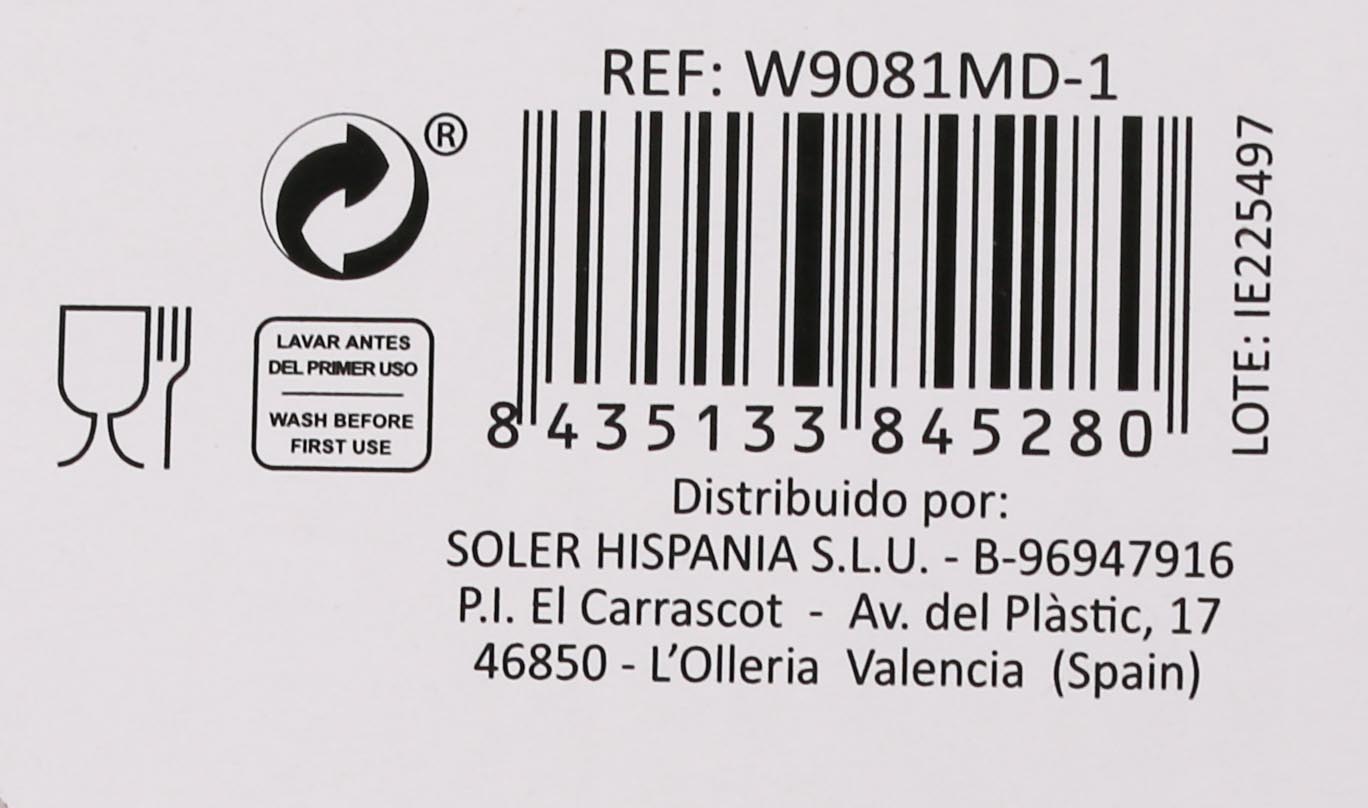 REF: W9081MD-1
®
LAVAR ANTES
DEL PRIMER USO
WASH BEFORE
FIRST USE
8 435133 845280
LOTE: IE225497
Distribuido por:
SOLER HISPANIA S.L.U. - B-96947916
P.I. El Carrascot - Av. del Plàstic, 17
46850 - L'Olleria Valencia (Spain)